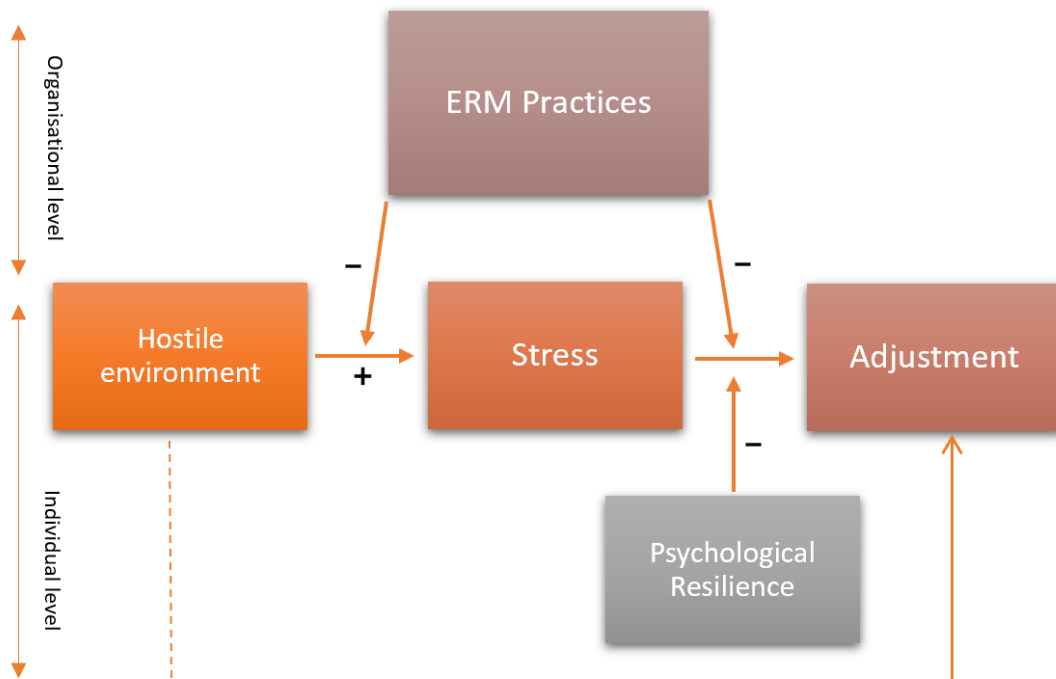 Organisational level
ERM Practices
–
–
Hostile
environment
+
Stress
Adjustment
–
Individual level
Psychological
Resilience